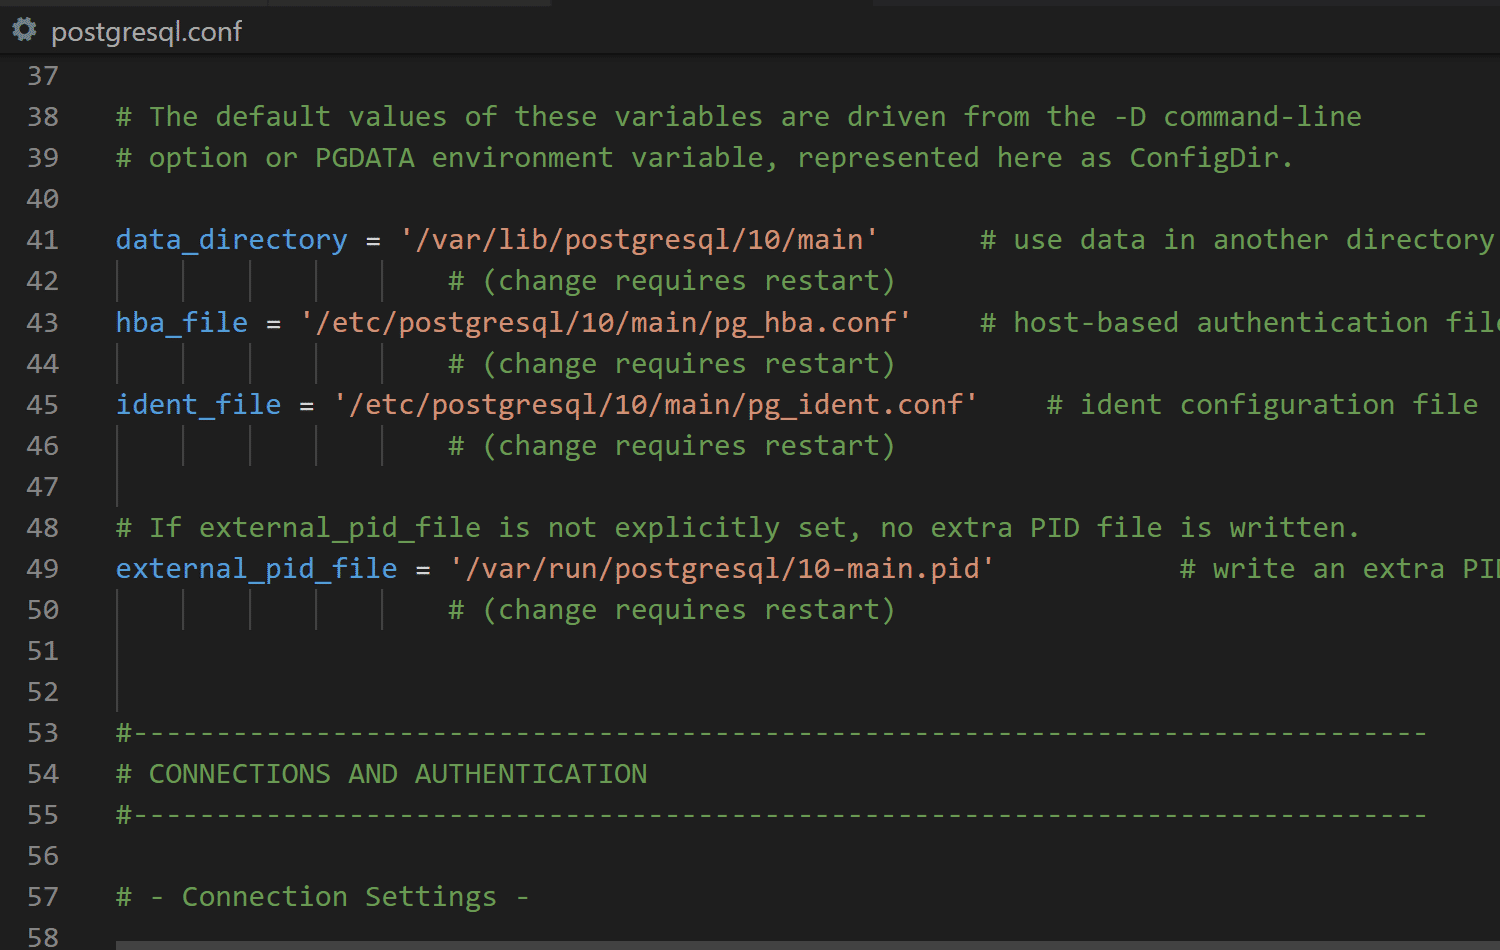 postgresql.conf
37
38 # The default values of these variables are driven from the -D command-line
39 # option or PGDATA environment variable, represented here as ConfigDir.
40
41 data_directory = '/var/lib/postgresql/10/main' # use data in another directory
42 # (change requires restart)
43 hba_file = '/etc/postgresql/10/main/pg_hba.conf' # host-based authentication file
44 # (change requires restart)
45 ident_file = '/etc/postgresql/10/main/pg_ident.conf' # ident configuration file
46 # (change requires restart)
47
48 # If external_pid_file is not explicitly set, no extra PID file is written.
49 external_pid_file = '/var/run/postgresql/10-main.pid' # write an extra PID
50 # (change requires restart)
51
52
53 #------------------------------------------------------------------------------
54 # CONNECTIONS AND AUTHENTICATION
55 #------------------------------------------------------------------------------
56
57 # - Connection Settings -
58